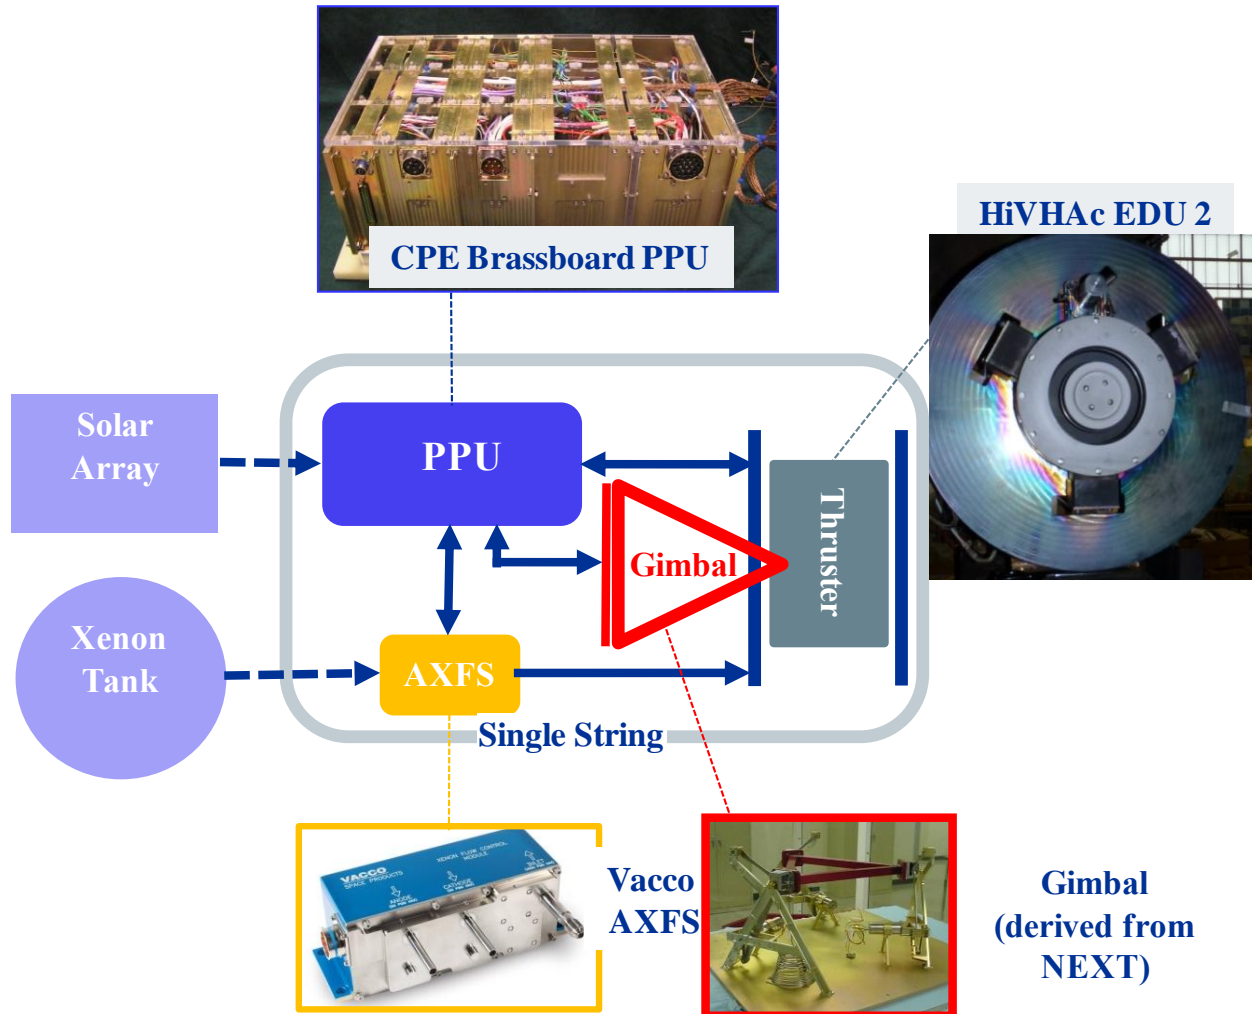 CPE Brassboard PPU
HiVHAc EDU 2
Solar
Array
PPU
Thruster
Gimbal
Xenon
Tank
AXFS
Single String
VACCO
SPACE PRODUCTS
XENON FLOW CONTROL
MODULE
ANODE
CATHODE
INLET
Vacco
AXFS
Gimbal
(derived from
NEXT)